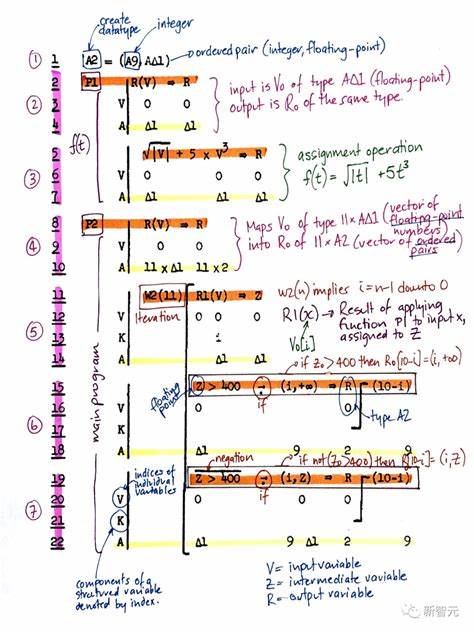 create datatype
integer
① 1 A2 = (A9, AΔ1) ordered pair (integer, floating-point)
2 P1 R(V) ⇒ R
② 3 V 0 0
4 A Δ1 Δ1
input is V0 of type AΔ1 (floating-point)
output is R0 of the same type.
f(t)
5 √|V| + 5 × V³ ⇒ R
③ 6 V 0 0 0
7 A Δ1 Δ1 Δ1
assignment operation
f(t) = √|t| + 5t³
8 P2 R(V) ⇒ R
④ 9 V 0 0
10 A 11 × Δ1 11 × 2
Maps V0 of type 11×AΔ1 (vector of floating-point numbers)
into R0 of 11×A2 (vector of ordered pairs)
main program
11 W2(11) R1(V) ⇒ Z
12 Iteration V 0 0
⑤ 13 K i
14 A Δ1 Δ1
w2(n) implies i=n-1 downto 0
R1(x) → Result of applying function P1 to input x, assigned to Z
V0[i]
if Z0>400 then R0[10-i]=(i,+∞)
floating point
15 Z > 400 → (i,+∞) ⇒ R (10-i)
if
⑥ 16 V 0 0
17 K
type A2
18 A Δ1 9 2 9
negation
if not(Z0>400) then R[10-i]=(i,Z)
19 Z > 400 → (i,Z) ⇒ R (10-i)
if
indices of individual variables
20 V 0 0 0
⑦ 21 K
22 A Δ1 9 Δ1 2 9
components of a structured variable denoted by index.
V= input variable
Z= intermediate variable
R= output variable
新智元